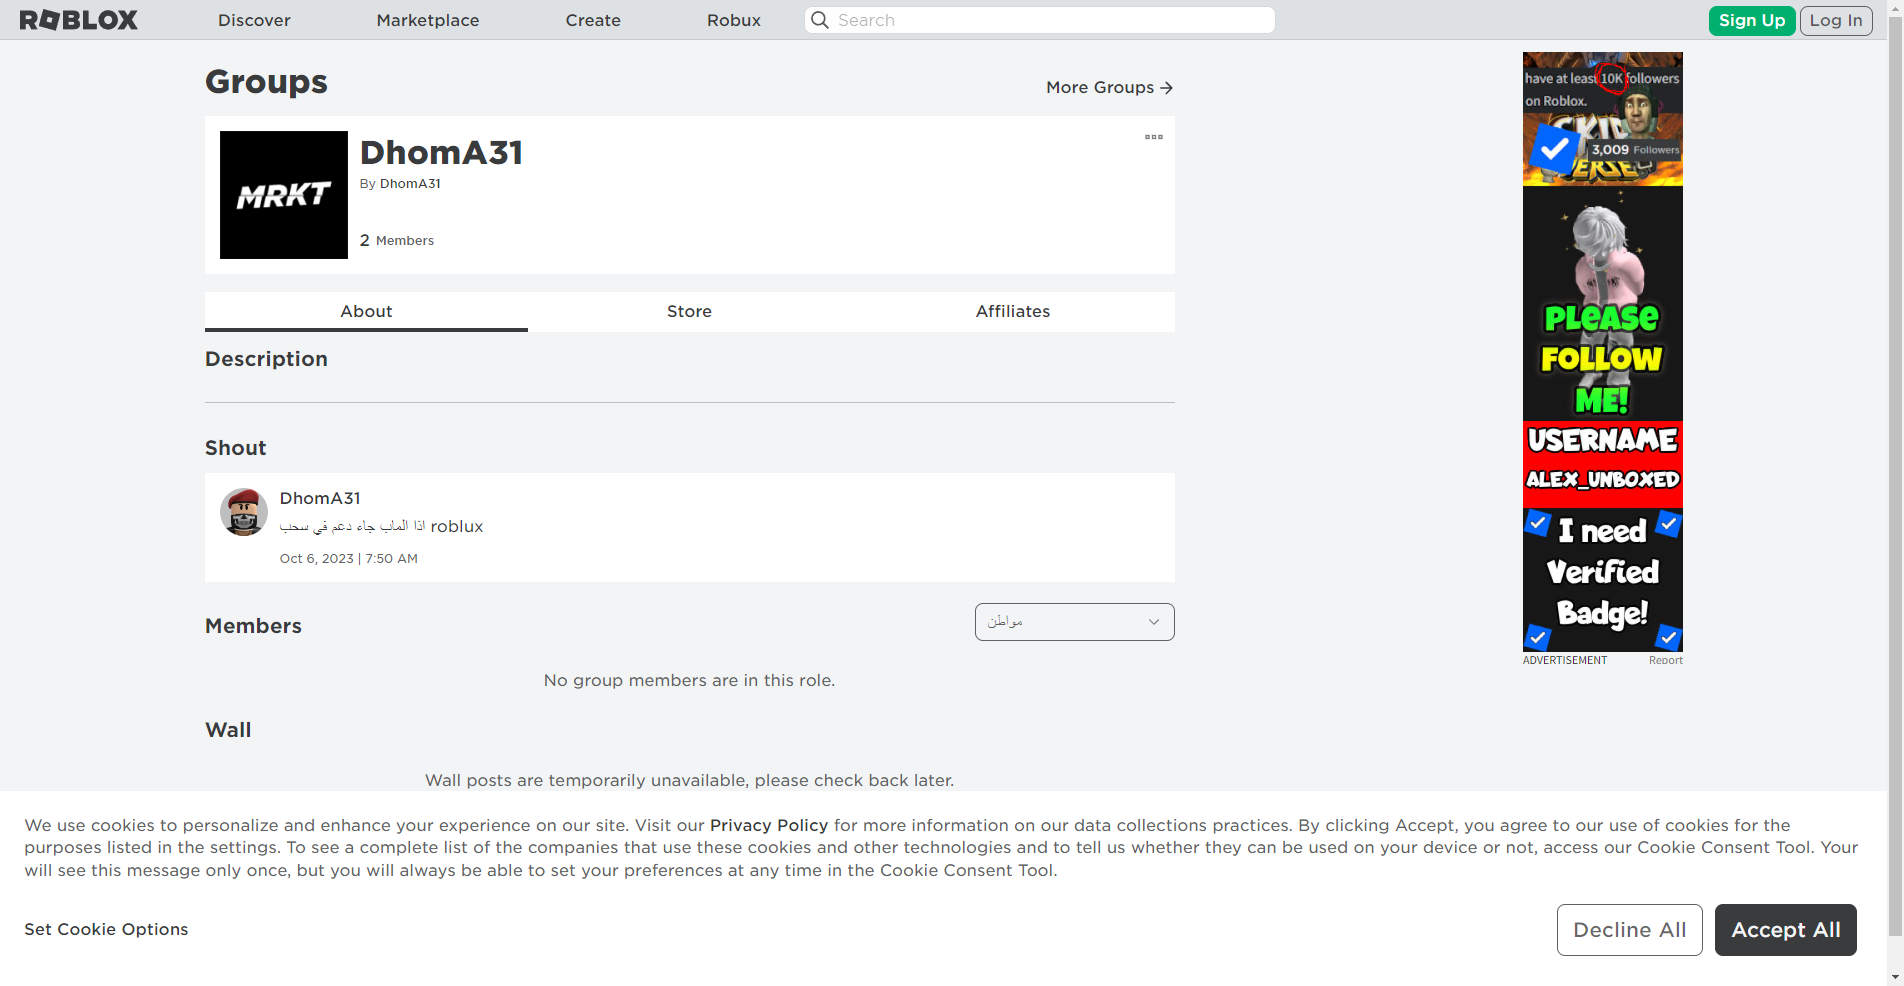 ROBLOX
Discover
Marketplace
Create
Robux
Search
Sign Up
Log In
Groups
More Groups
MRKT
DhomA31
By DhomA31
2 Members
About
Store
Affiliates
Description
Shout
DhomA31
اذا الماب جاء دعم في سحب roblux
Oct 6, 2023 | 7:50 AM
Members
مواطن
No group members are in this role.
Wall
Wall posts are temporarily unavailable, please check back later.
have at least 10K followers
on Roblox.
3,009 Followers
PLEASE
FOLLOW
ME!
USERNAME
ALEX_UNBOXED
I need
Verified
Badge!
ADVERTISEMENT
Report
We use cookies to personalize and enhance your experience on our site. Visit our Privacy Policy for more information on our data collections practices. By clicking Accept, you agree to our use of cookies for the
purposes listed in the settings. To see a complete list of the companies that use these cookies and other technologies and to tell us whether they can be used on your device or not, access our Cookie Consent Tool. Your
will see this message only once, but you will always be able to set your preferences at any time in the Cookie Consent Tool.
Set Cookie Options
Decline All
Accept All